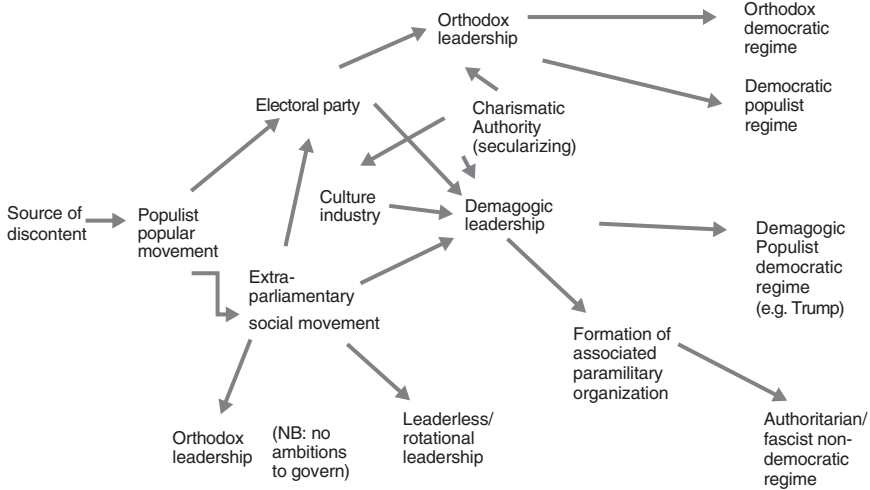 Orthodox
leadership
Orthodox
democratic
regime
Democratic
populist
regime
Electoral party
Charismatic
Authority
(secularizing)
Source of
discontent
Populist
popular
movement
Culture
industry
Demagogic
leadership
Demagogic
Populist
democratic
regime
(e.g. Trump)
Extra-
parliamentary
social movement
Formation of
associated
paramilitary
organization
Orthodox
leadership
(NB: no
ambitions
to govern)
Leaderless/
rotational
leadership
Authoritarian/
fascist non-
democratic
regime